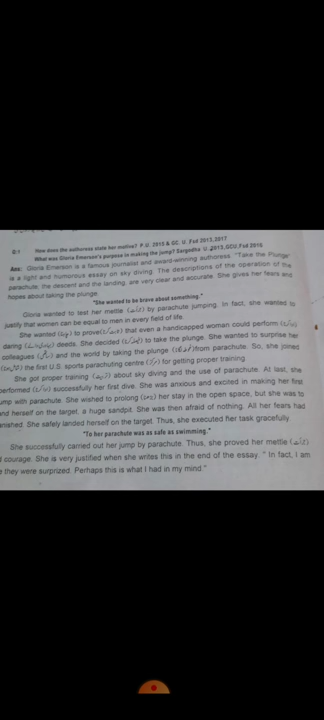 Q:1 How does the authoress state her motive? P.U. 2015 & GC. U. Fsd 2013, 2017
What was Gloria Emerson's purpose in making the jump? Sargodha U. 2013, GCU, Fsd 2016
Ans: Gloria Emerson is a famous journalist and award-winning authoress. "Take the Plunge"
is a light and humorous essay on sky diving. The descriptions of the operation of the
parachute, the descent and the landing, are very clear and accurate. She gives her fears and
hopes about taking the plunge.
"She wanted to be brave about something."
Gloria wanted to test her mettle by parachute jumping. In fact, she wanted to
justify that women can be equal to men in every field of life.
She wanted (چاہا) to prove (ثابت کرنا) that even a handicapped woman could perform (کرنا)
daring deeds. She decided (فیصلہ کیا) to take the plunge. She wanted to surprise her
colleagues and the world by taking the plunge from parachute. So, she joined
the first U.S. sports parachuting centre (مرکز) for getting proper training.
She got proper training (تربیت) about sky diving and the use of parachute. At last, she
performed successfully her first dive. She was anxious and excited in making her first
ump with parachute. She wished to prolong her stay in the open space, but she was to
nd herself on the target, a huge sandpit. She was then afraid of nothing. All her fears had
nished. She safely landed herself on the target. Thus, she executed her task gracefully.
"To her parachute was as safe as swimming."
She successfully carried out her jump by parachute. Thus, she proved her mettle
courage. She is very justified when she writes this in the end of the essay. " In fact, I am
e they were surprized. Perhaps this is what I had in my mind."